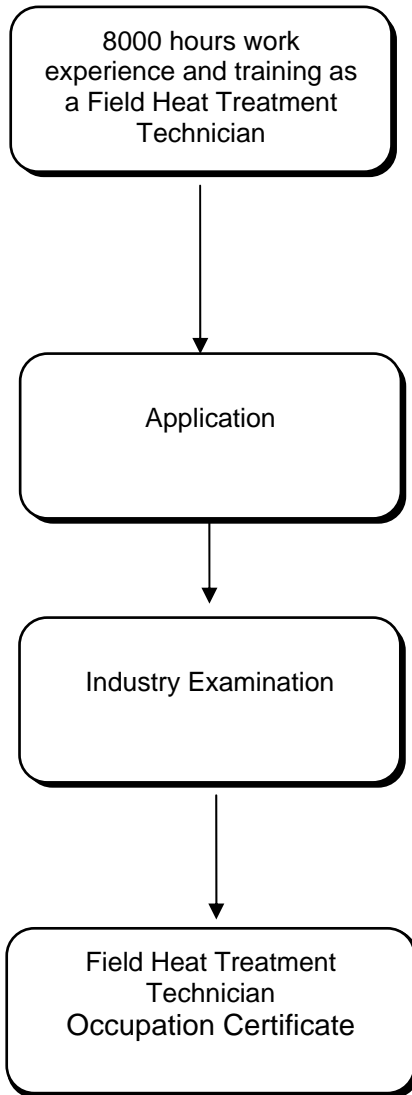 8000 hours work
experience and training as
a Field Heat Treatment
Technician
Application
Industry Examination
Field Heat Treatment
Technician
Occupation Certificate